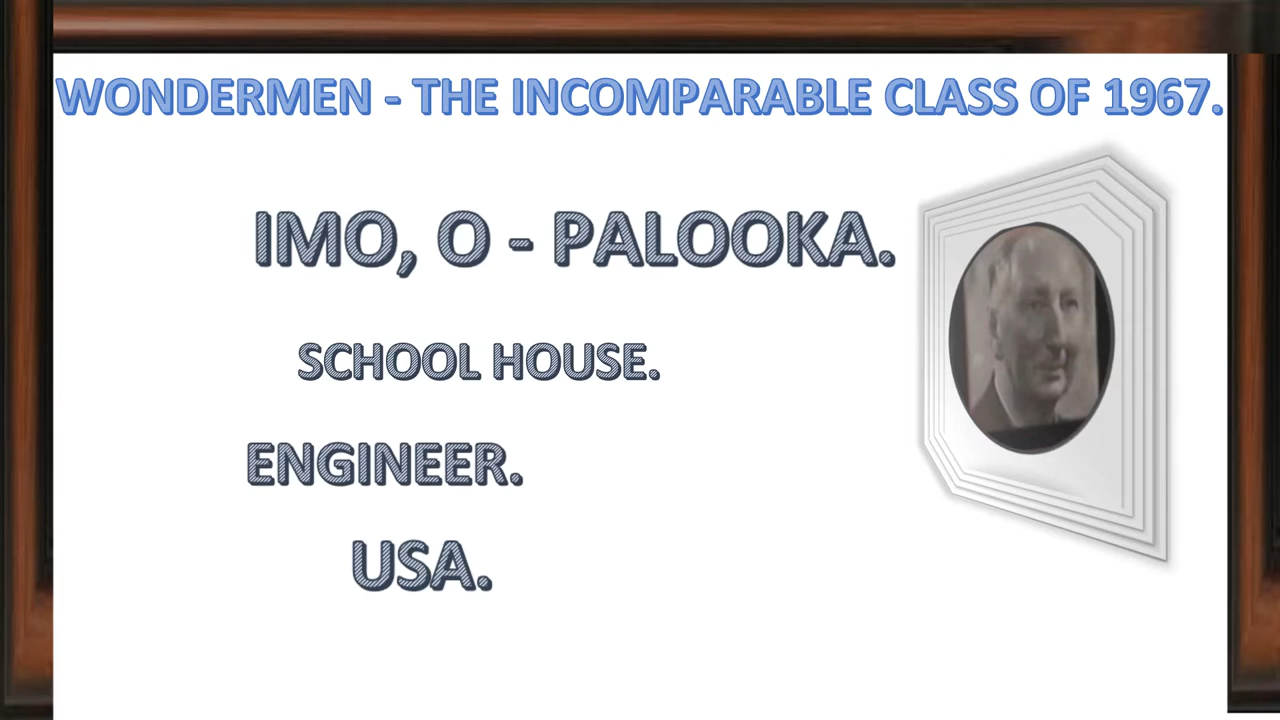 WONDERMEN - THE INCOMPARABLE CLASS OF 1967.
IMO, O - PALOOKA.
SCHOOL HOUSE.
ENGINEER.
USA.